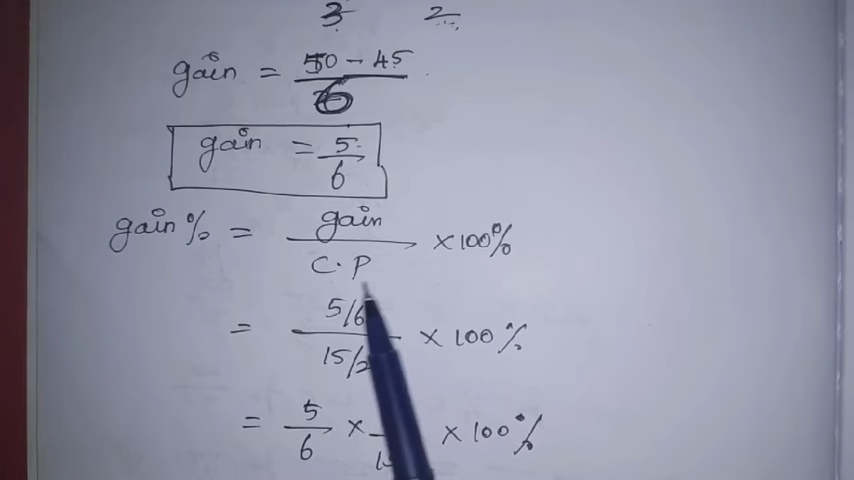 3 2
gain = 50 - 45
6
gain = 5
6
gain % = gain
C.P
× 100%
= 5/6
15/2
× 100%
= 5
6
×
× 100%